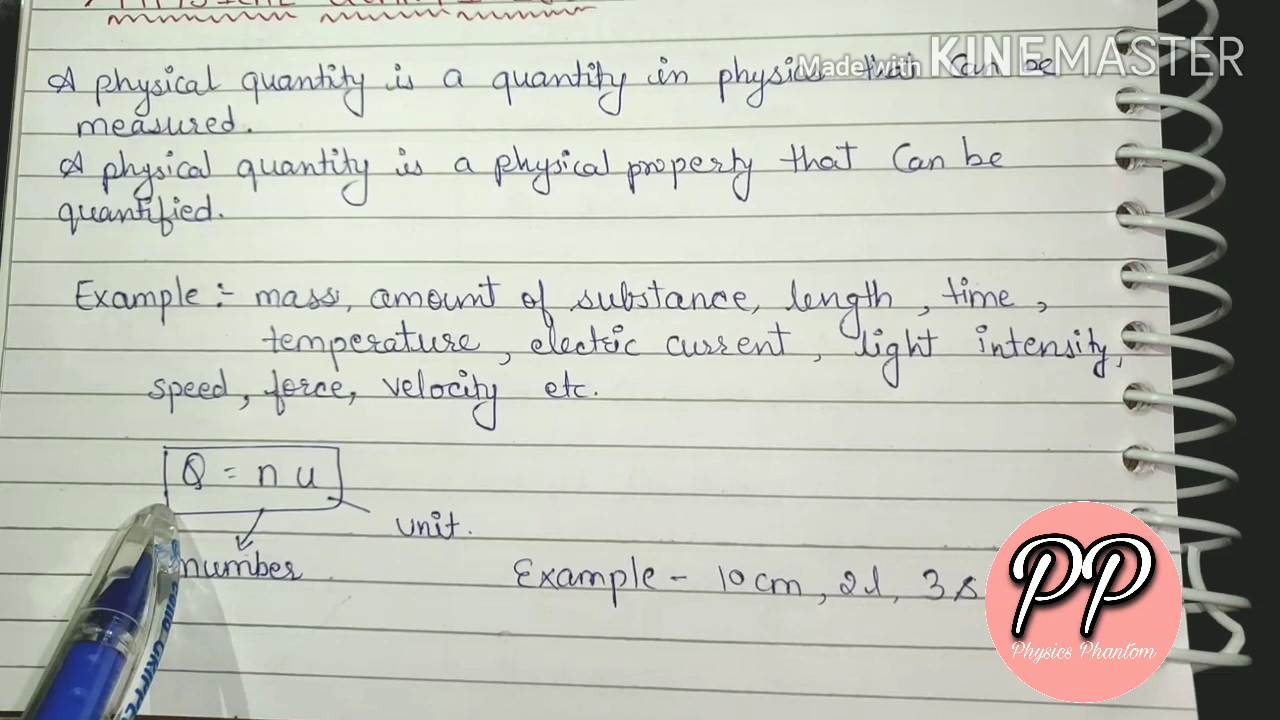 Made with KINEMASTER
A physical quantity is a quantity in physics that can be
measured.
A physical quantity is a physical property that can be
quantified.
Example :- mass, amount of substance, length, time,
temperature, electric current, light intensity,
speed, force, velocity etc.
Q = n u
unit.
number
Example - 10 cm, 2l, 3 s
PP
Physics Phantom